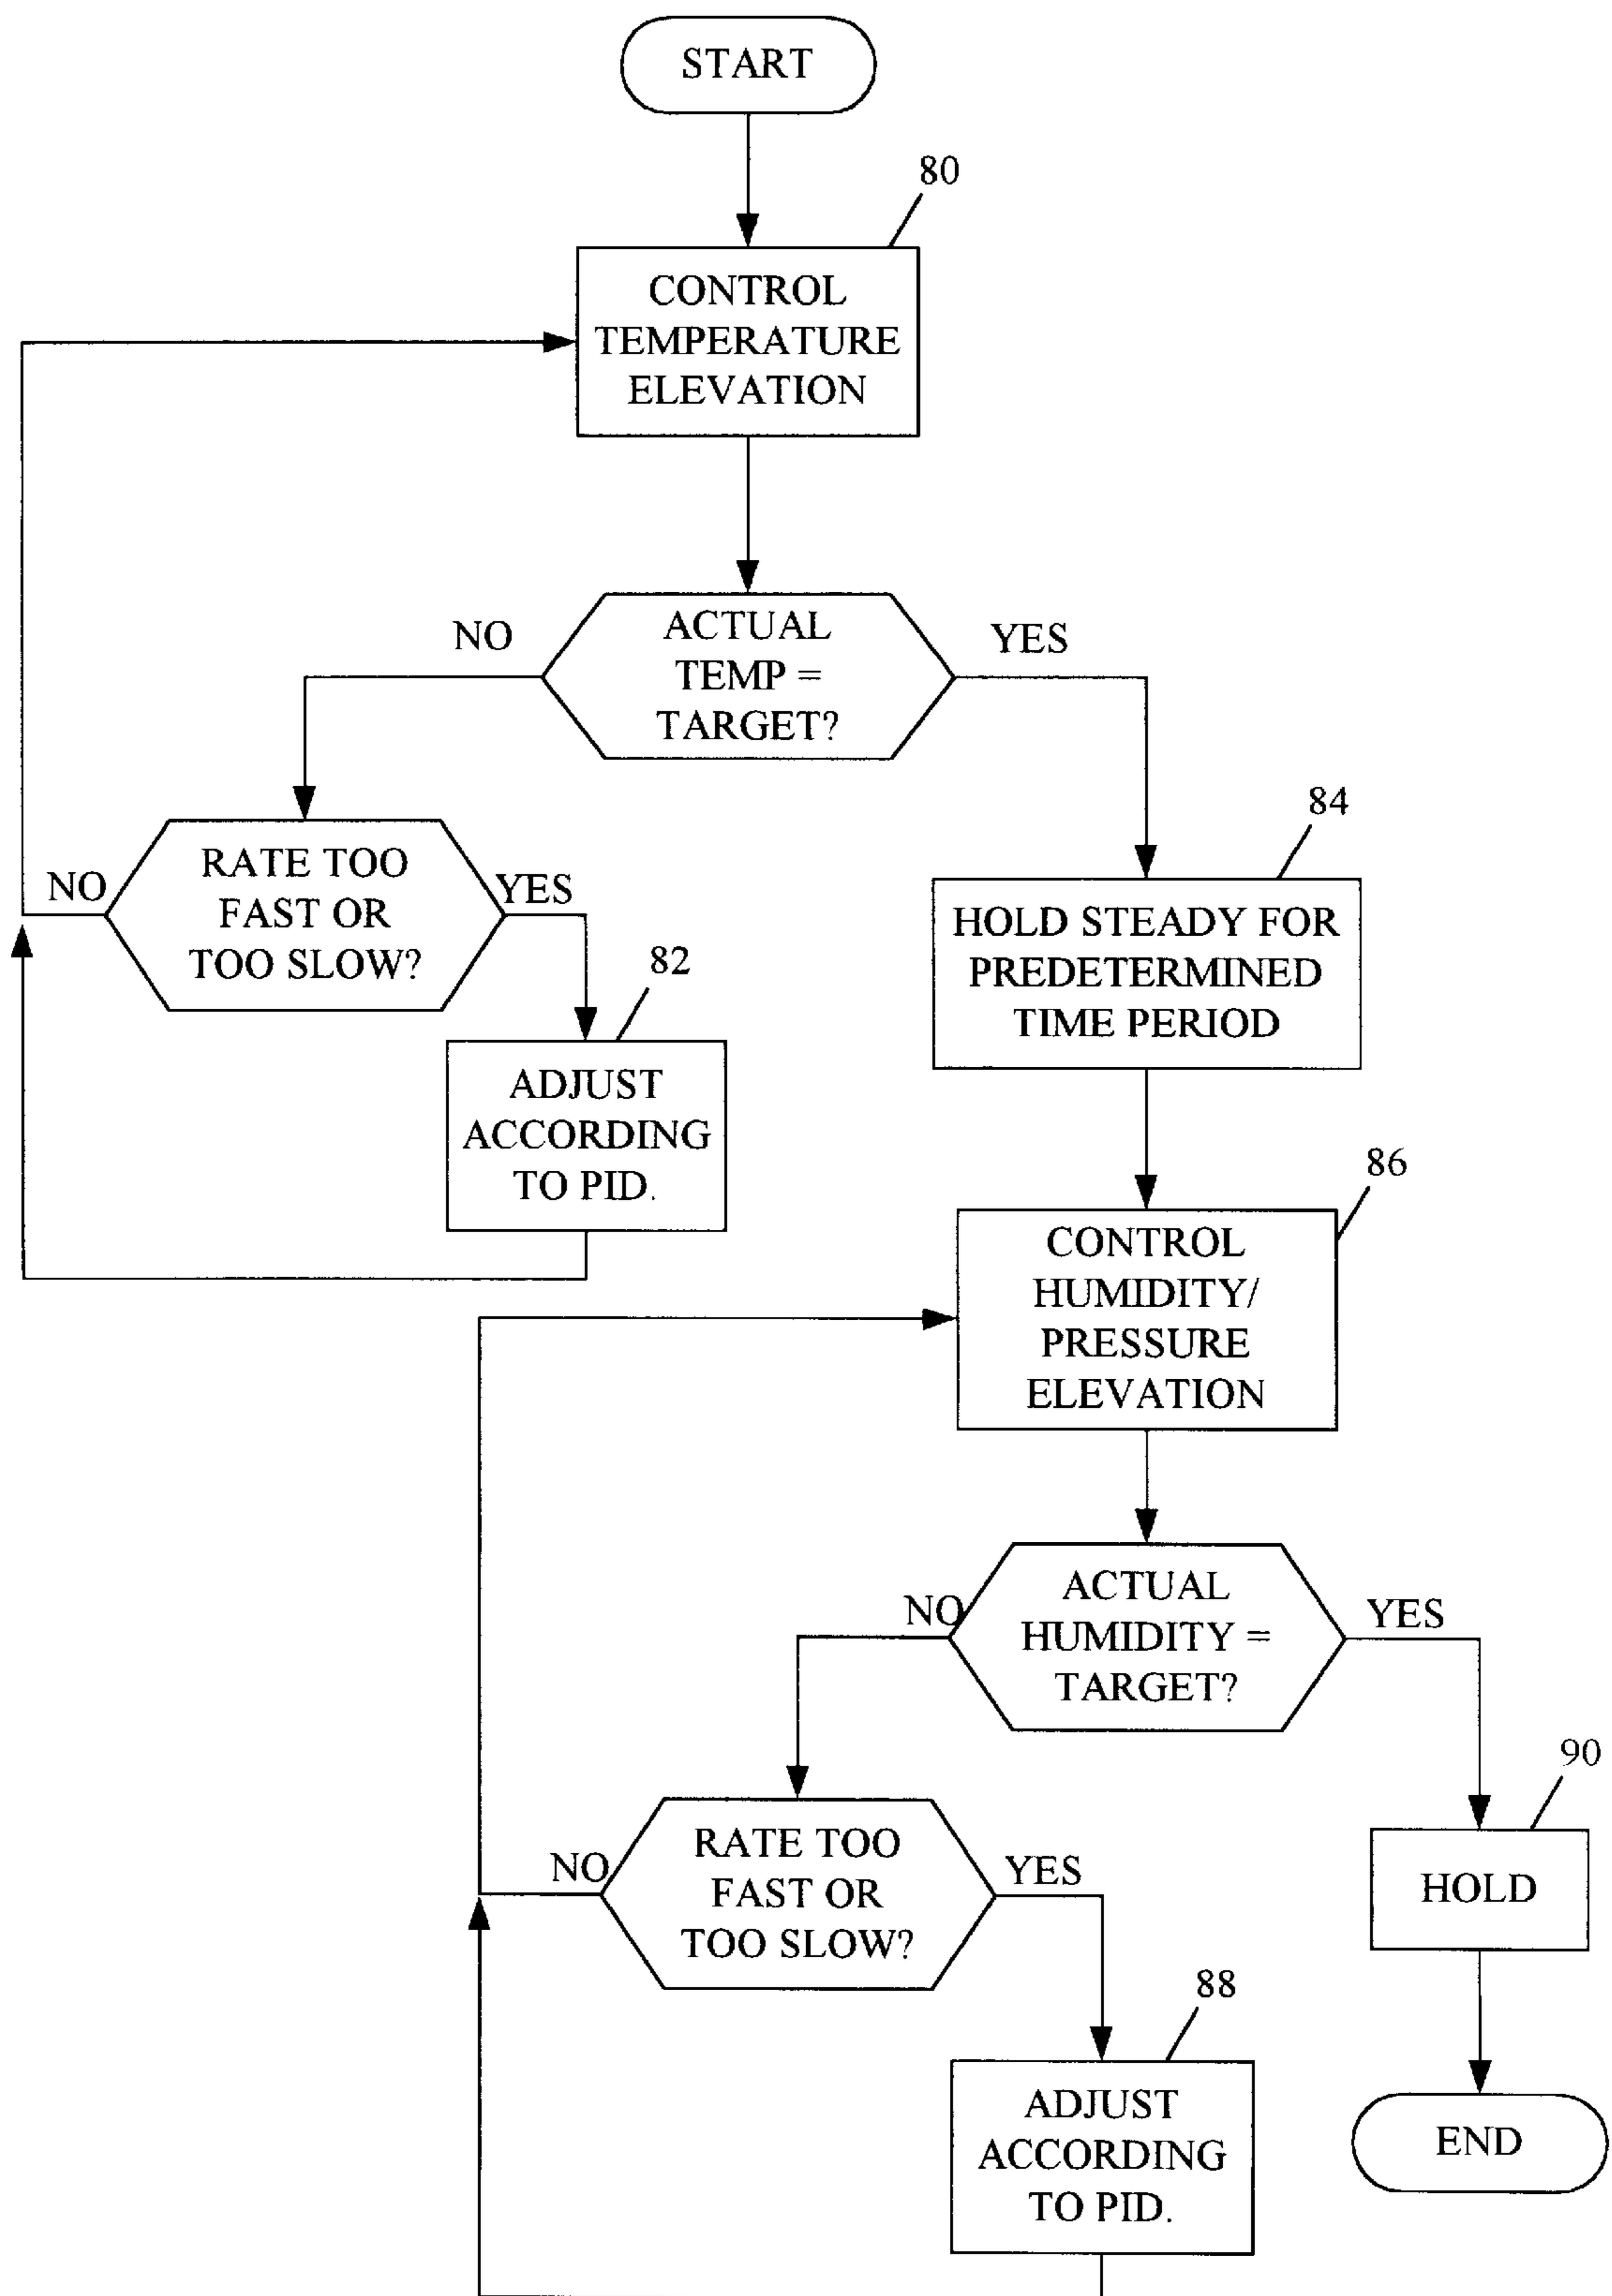 START
80
CONTROL
TEMPERATURE
ELEVATION
NO
ACTUAL
TEMP =
TARGET?
YES
NO
RATE TOO
FAST OR
TOO SLOW?
YES
82
ADJUST
ACCORDING
TO PID.
84
HOLD STEADY FOR
PREDETERMINED
TIME PERIOD
86
CONTROL
HUMIDITY/
PRESSURE
ELEVATION
NO
ACTUAL
HUMIDITY =
TARGET?
YES
NO
RATE TOO
FAST OR
TOO SLOW?
YES
88
ADJUST
ACCORDING
TO PID.
90
HOLD
END